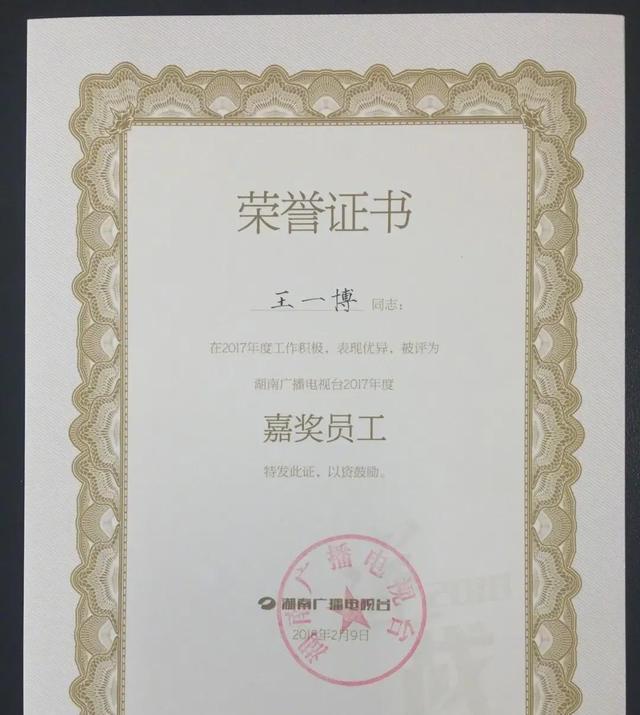 荣誉证书
王一博 同志：
在2017年度工作积极、表现优异，被评为
湖南广播电视台2017年度
嘉奖员工
特发此证，以资鼓励。
湖南广播电视台
2018年2月9日
湖南广播电视台